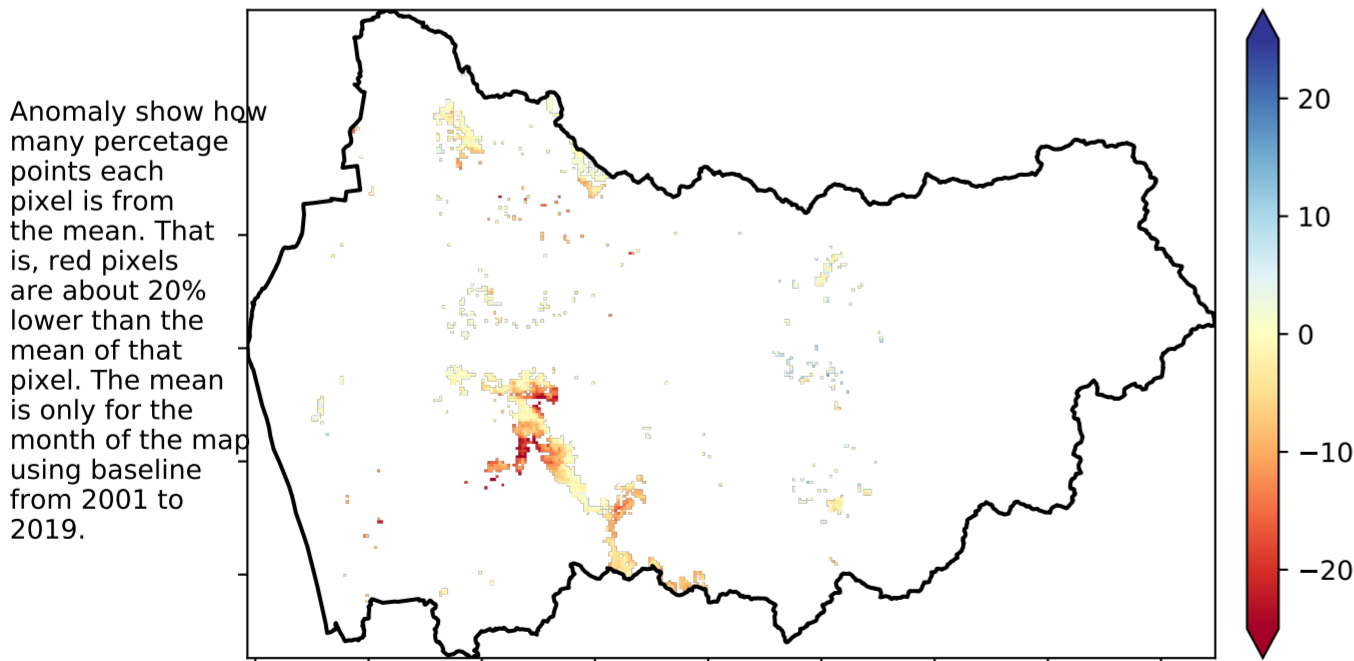 Anomaly show how
many percetage
points each
pixel is from
the mean. That
is, red pixels
are about 20%
lower than the
mean of that
pixel. The mean
is only for the
month of the map
using baseline
from 2001 to
2019.
20
10
0
−10
−20